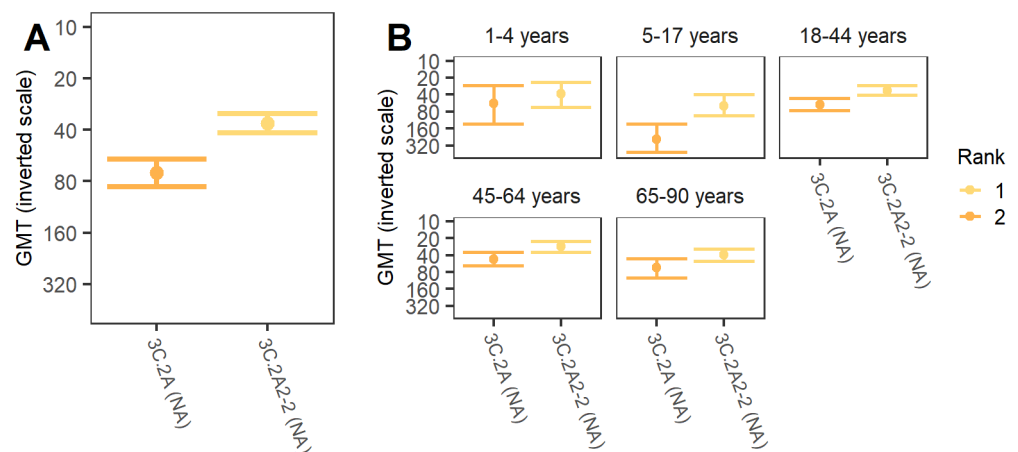 A
GMT (inverted scale)
10
20
40
80
160
320
3C.2A (NA)
3C.2A2-2 (NA)
B
GMT (inverted scale)
1-4 years
5-17 years
18-44 years
10
20
40
80
160
320
3C.2A (NA)
3C.2A2-2 (NA)
45-64 years
65-90 years
10
20
40
80
160
320
3C.2A (NA)
3C.2A2-2 (NA)
3C.2A (NA)
3C.2A2-2 (NA)
Rank
1
2